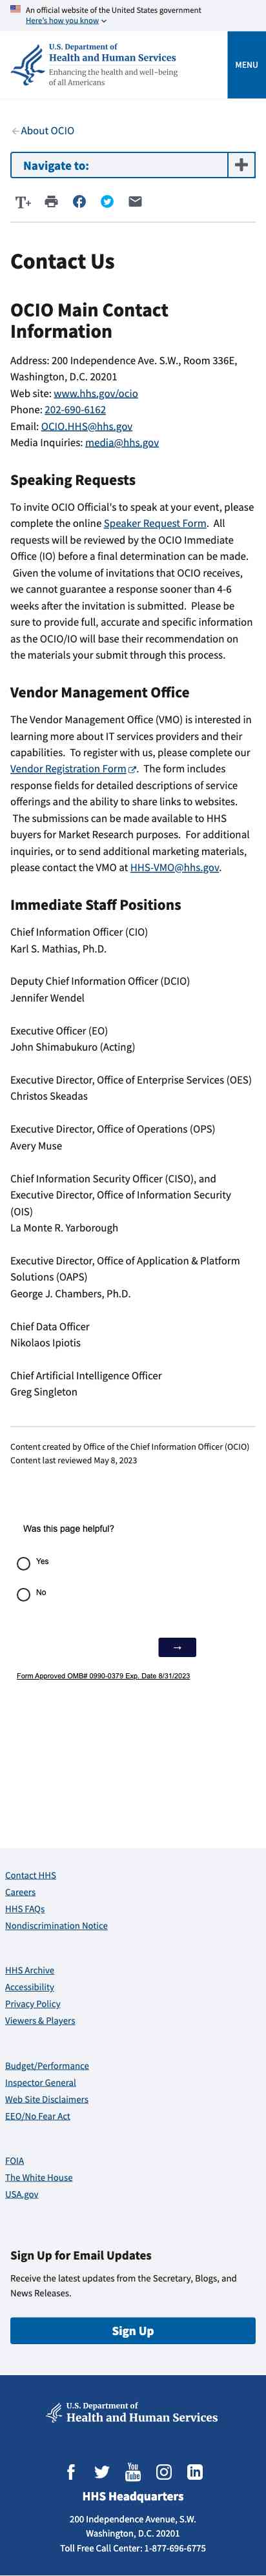 An official website of the United States government
Here's how you know
U.S. Department of
Health and Human Services
Enhancing the health and well-being
of all Americans
MENU
About OCIO
Navigate to:
T+
Contact Us
OCIO Main Contact
Information
Address: 200 Independence Ave. S.W., Room 336E,
Washington, D.C. 20201
Web site: www.hhs.gov/ocio
Phone: 202-690-6162
Email: OCIO.HHS@hhs.gov
Media Inquiries: media@hhs.gov
Speaking Requests
To invite OCIO Official's to speak at your event, please
complete the online Speaker Request Form.  All
requests will be reviewed by the OCIO Immediate
Office (IO) before a final determination can be made.
Given the volume of invitations that OCIO receives,
we cannot guarantee a response sooner than 4-6
weeks after the invitation is submitted.  Please be
sure to provide full, accurate and specific information
as the OCIO/IO will base their recommendation on
the materials your submit through this process.
Vendor Management Office
The Vendor Management Office (VMO) is interested in
learning more about IT services providers and their
capabilities.  To register with us, please complete our
Vendor Registration Form.  The form includes
response fields for detailed descriptions of service
offerings and the ability to share links to websites.
The submissions can be made available to HHS
buyers for Market Research purposes.  For additional
inquiries, or to send additional marketing materials,
please contact the VMO at HHS-VMO@hhs.gov.
Immediate Staff Positions
Chief Information Officer (CIO)
Karl S. Mathias, Ph.D.
Deputy Chief Information Officer (DCIO)
Jennifer Wendel
Executive Officer (EO)
John Shimabukuro (Acting)
Executive Director, Office of Enterprise Services (OES)
Christos Skeadas
Executive Director, Office of Operations (OPS)
Avery Muse
Chief Information Security Officer (CISO), and
Executive Director, Office of Information Security
(OIS)
La Monte R. Yarborough
Executive Director, Office of Application & Platform
Solutions (OAPS)
George J. Chambers, Ph.D.
Chief Data Officer
Nikolaos Ipiotis
Chief Artificial Intelligence Officer
Greg Singleton
Content created by Office of the Chief Information Officer (OCIO)
Content last reviewed May 8, 2023
Was this page helpful?
Yes
No
→
Form Approved OMB# 0990-0379 Exp. Date 8/31/2023
Contact HHS
Careers
HHS FAQs
Nondiscrimination Notice
HHS Archive
Accessibility
Privacy Policy
Viewers & Players
Budget/Performance
Inspector General
Web Site Disclaimers
EEO/No Fear Act
FOIA
The White House
USA.gov
Sign Up for Email Updates
Receive the latest updates from the Secretary, Blogs, and
News Releases.
Sign Up
U.S. Department of
Health and Human Services
You Tube
HHS Headquarters
200 Independence Avenue, S.W.
Washington, D.C. 20201
Toll Free Call Center: 1-877-696-6775